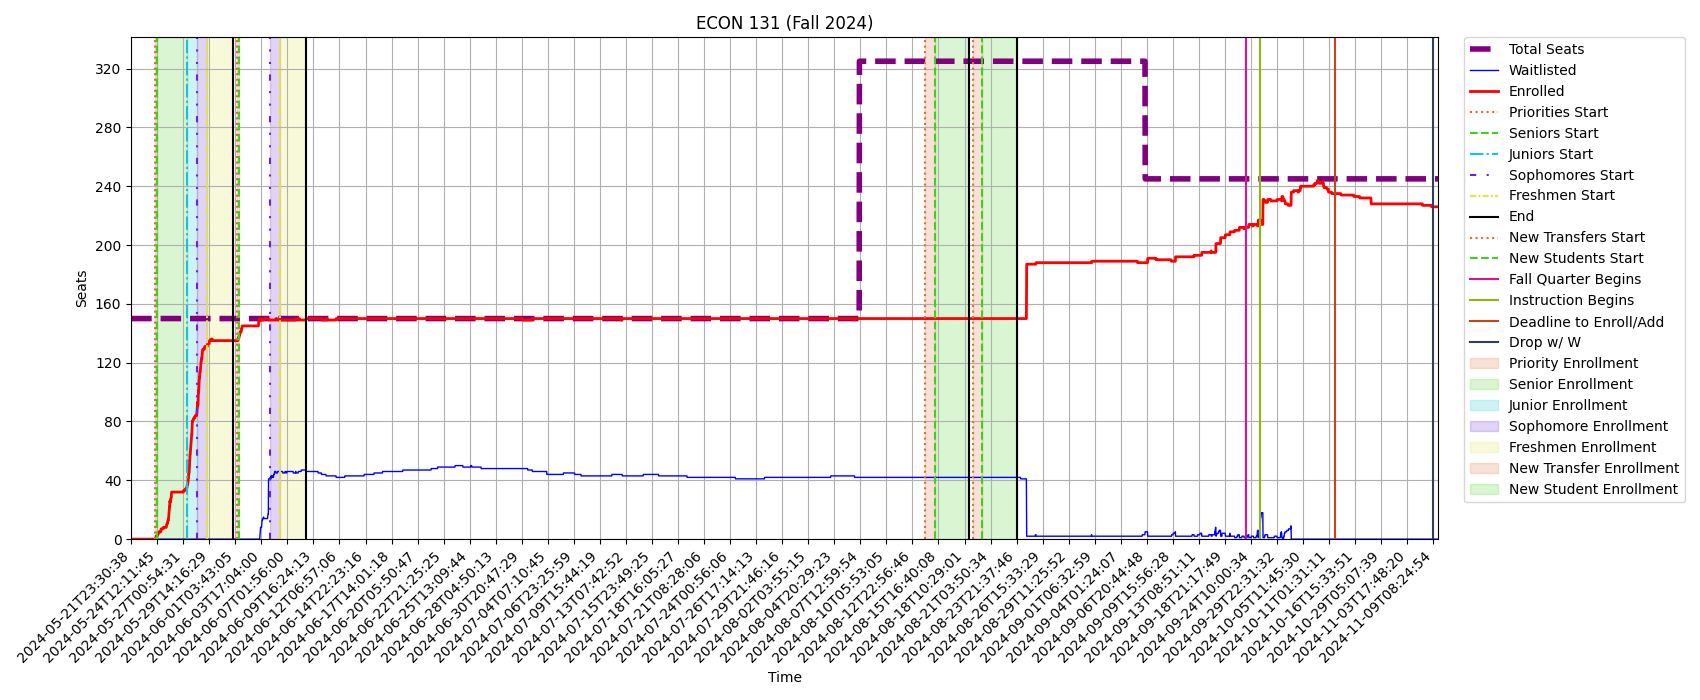 ECON 131 (Fall 2024)
Seats
320
280
240
200
160
120
80
40
0
2024-05-21T23:30:38
2024-05-24T12:11:45
2024-05-27T00:54:31
2024-05-29T14:16:29
2024-06-01T03:43:05
2024-06-03T17:04:00
2024-06-07T01:56:00
2024-06-09T16:24:13
2024-06-12T06:57:06
2024-06-14T22:23:16
2024-06-17T14:01:18
2024-06-20T05:50:47
2024-06-22T21:25:25
2024-06-25T13:09:44
2024-06-28T04:50:13
2024-06-30T20:47:29
2024-07-04T07:10:45
2024-07-06T23:25:59
2024-07-09T15:44:19
2024-07-13T07:42:52
2024-07-15T23:49:25
2024-07-18T16:05:27
2024-07-21T08:28:06
2024-07-24T00:56:06
2024-07-26T17:14:13
2024-07-29T21:46:16
2024-08-02T03:55:15
2024-08-04T20:29:23
2024-08-07T12:59:54
2024-08-10T05:53:05
2024-08-12T22:56:46
2024-08-15T16:40:08
2024-08-18T10:29:01
2024-08-21T03:50:34
2024-08-23T21:37:46
2024-08-26T15:33:29
2024-08-29T11:25:52
2024-09-01T06:32:59
2024-09-04T01:24:07
2024-09-06T20:44:48
2024-09-09T15:56:28
2024-09-13T08:51:11
2024-09-18T21:17:49
2024-09-24T10:00:34
2024-09-29T22:31:32
2024-10-05T11:45:30
2024-10-11T01:31:11
2024-10-16T15:33:51
2024-10-29T05:07:39
2024-11-03T17:48:20
2024-11-09T08:24:54
Time
Total Seats
Waitlisted
Enrolled
Priorities Start
Seniors Start
Juniors Start
Sophomores Start
Freshmen Start
End
New Transfers Start
New Students Start
Fall Quarter Begins
Instruction Begins
Deadline to Enroll/Add
Drop w/ W
Priority Enrollment
Senior Enrollment
Junior Enrollment
Sophomore Enrollment
Freshmen Enrollment
New Transfer Enrollment
New Student Enrollment